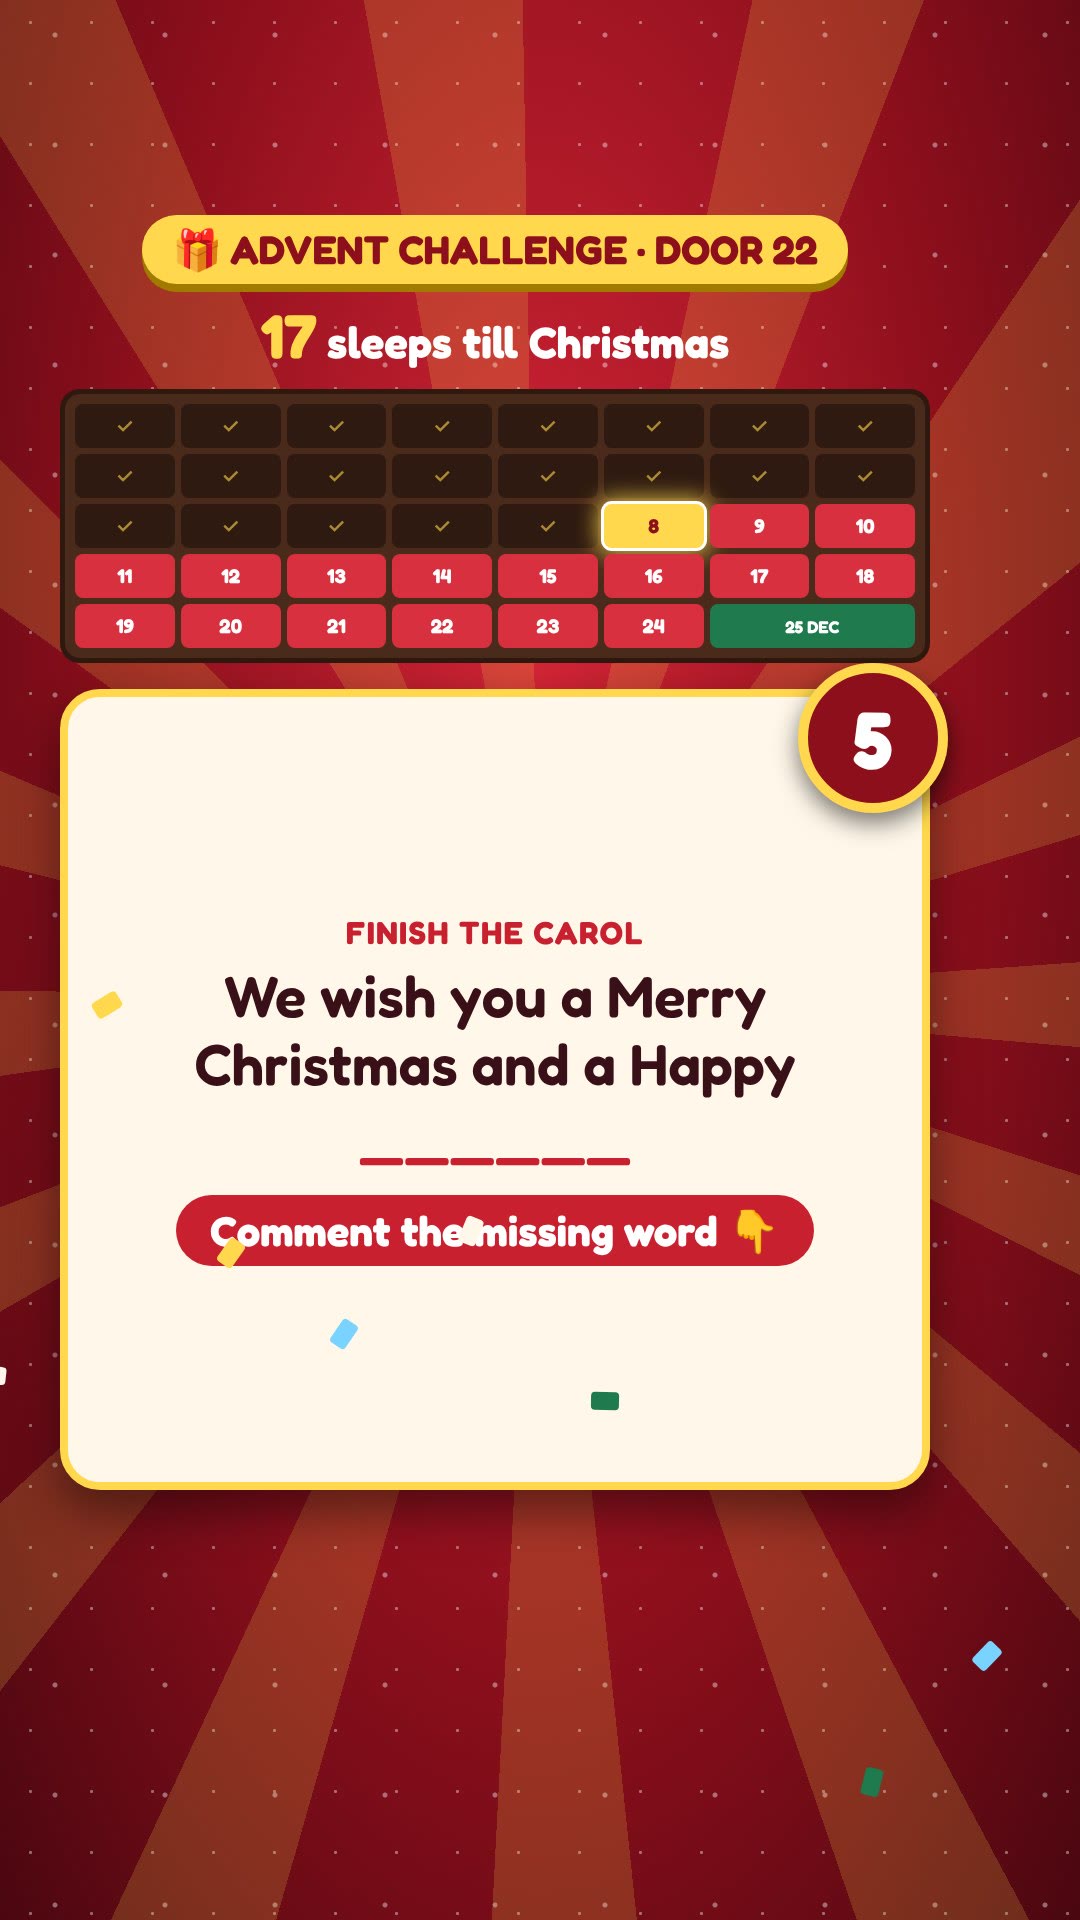 🎁 ADVENT CHALLENGE · DOOR 22
17 sleeps till Christmas
✓ ✓ ✓ ✓ ✓ ✓ ✓ ✓
✓ ✓ ✓ ✓ ✓ ✓ ✓ ✓
✓ ✓ ✓ ✓ ✓ 8 9 10
11 12 13 14 15 16 17 18
19 20 21 22 23 24 25 DEC
5
FINISH THE CAROL
We wish you a Merry
Christmas and a Happy
______
Comment the missing word 👇